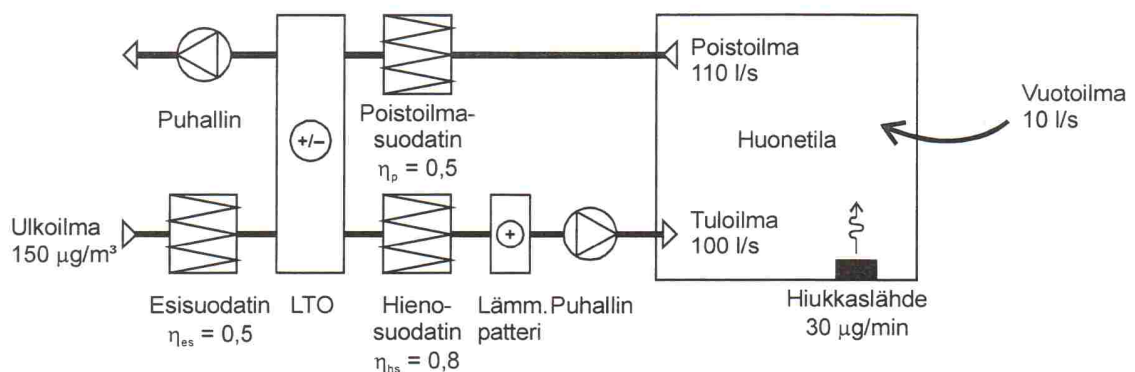 Puhallin
Poistoilma-
suodatin
ηp = 0,5
+/–
Poistoilma
110 l/s
Huonetila
Vuotoilma
10 l/s
Ulkoilma
150 µg/m³
Esisuodatin
ηes = 0,5
LTO
Hieno-
suodatin
ηhs = 0,8
+
Lämm.
patteri
Puhallin
Tuloilma
100 l/s
Hiukkaslähde
30 µg/min